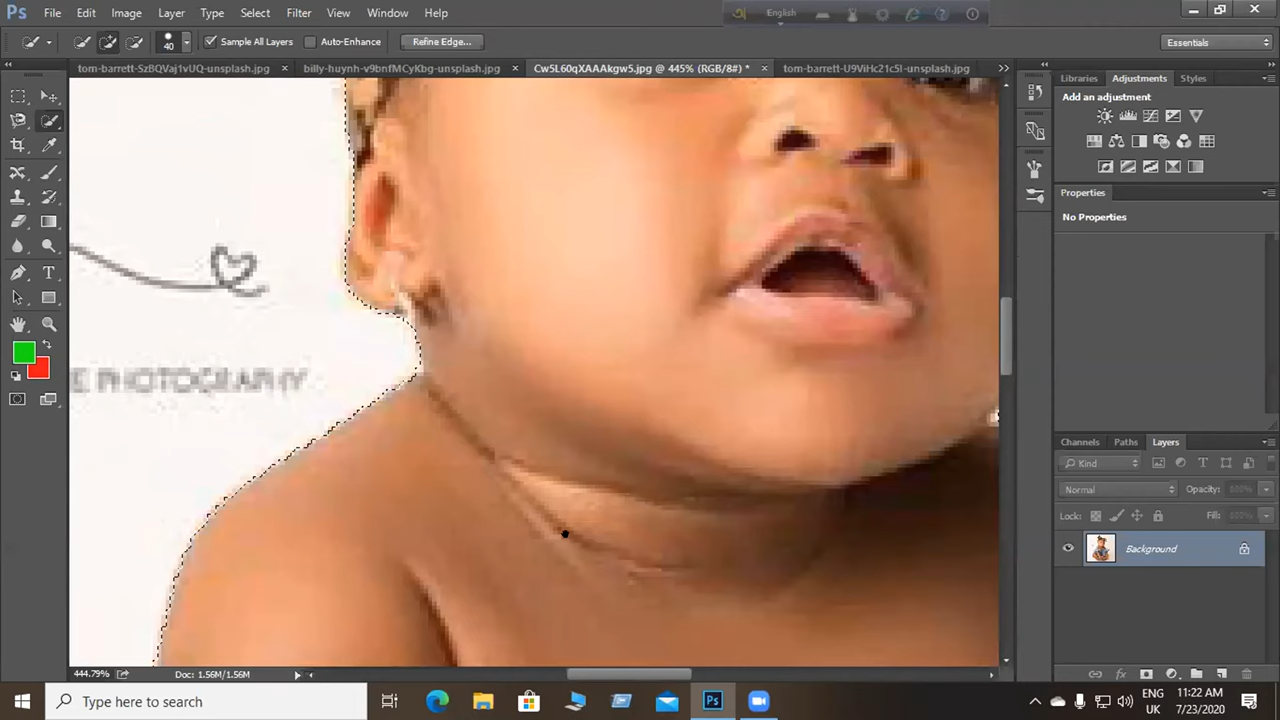 Ps File Edit Image Layer Type Select Filter View Window Help
English
40 Sample All Layers Auto-Enhance Refine Edge... Essentials
tom-barrett-SzBQVaj1vUQ-unsplash.jpg × billy-huynh-v9bnfMCyKbg-unsplash.jpg × Cw5L60qXAAAkgw5.jpg @ 445% (RGB/8#) * × tom-barrett-U9ViHc21c5I-unsplash.jpg
Libraries Adjustments Styles
Add an adjustment
Properties
No Properties
E PHOTOGRAPHY
Channels Paths Layers
Kind
Normal Opacity:
Lock: Fill:
Background
444.79% Doc: 1.56M/1.56M
Type here to search
Ps
ENG
UK
11:22 AM
7/23/2020